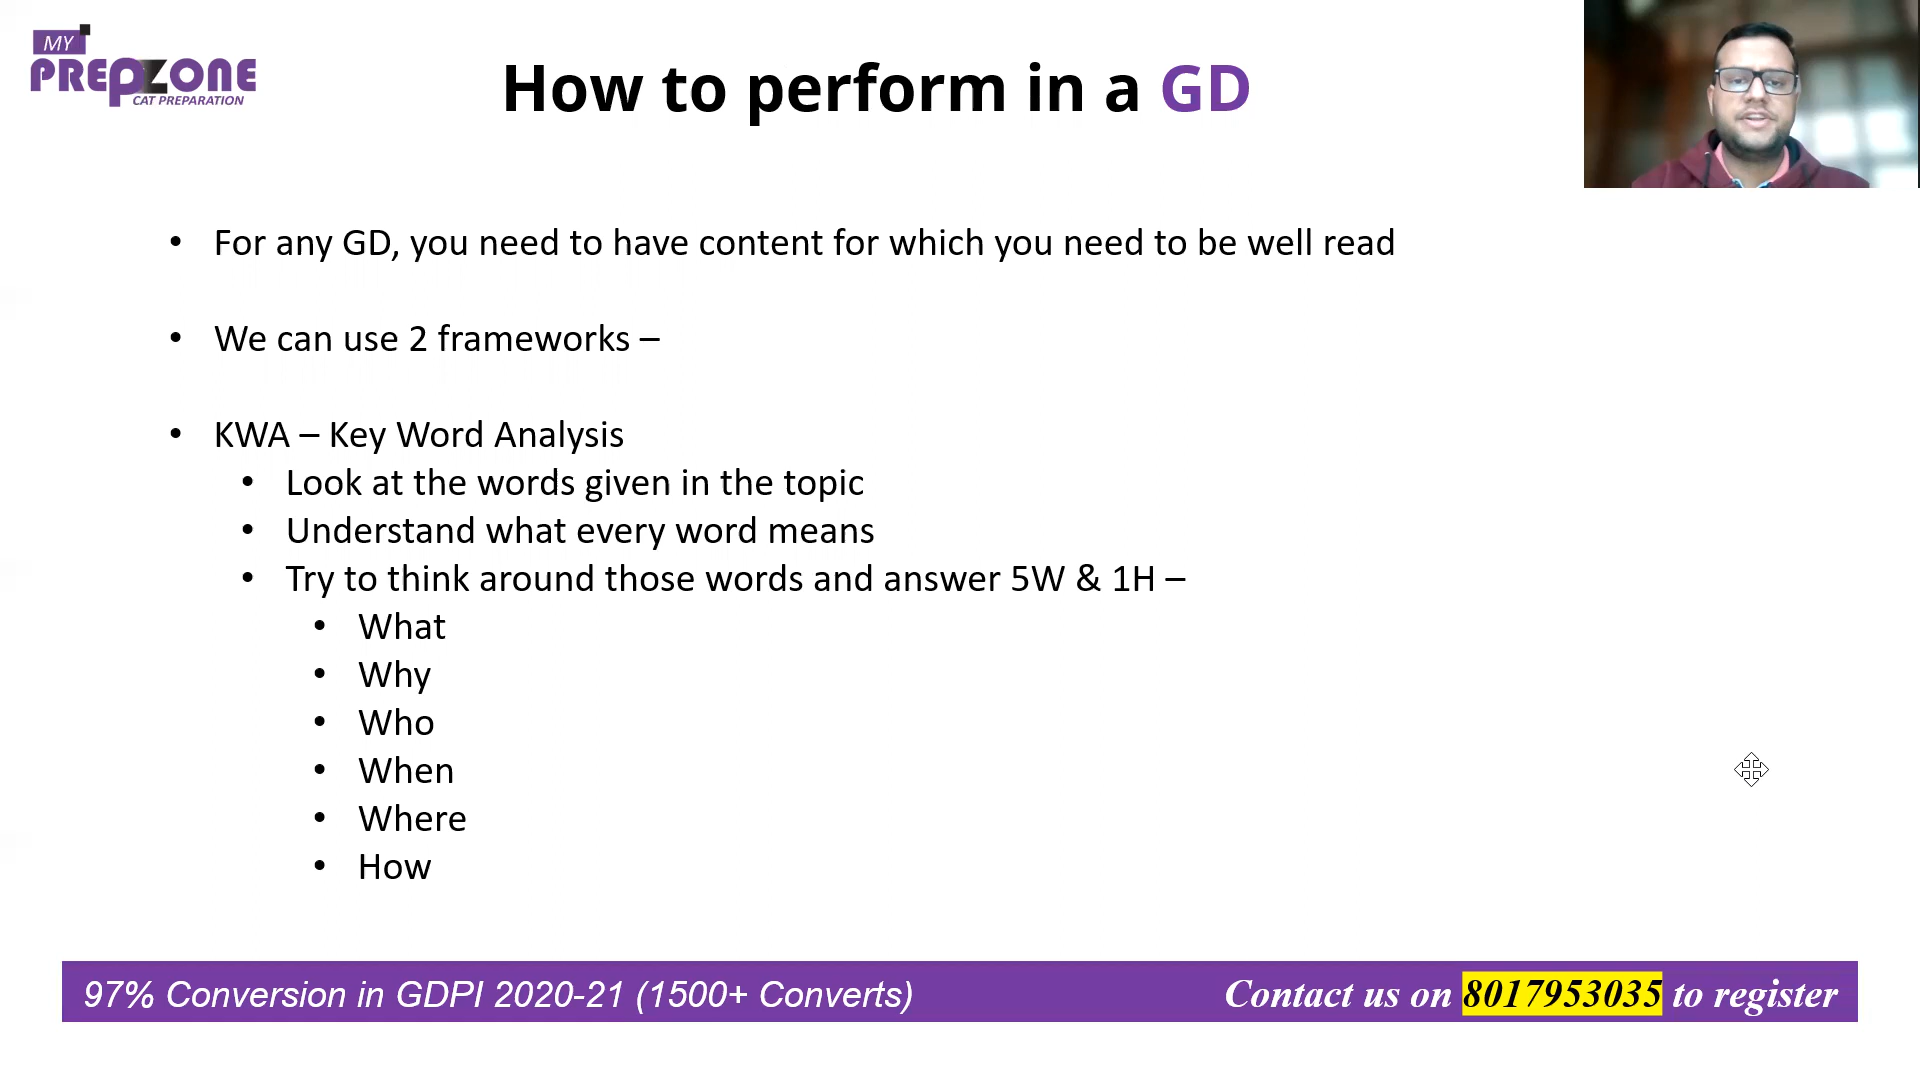 MY
PREPZONE
CAT PREPARATION
How to perform in a GD
• For any GD, you need to have content for which you need to be well read
• We can use 2 frameworks –
• KWA – Key Word Analysis
• Look at the words given in the topic
• Understand what every word means
• Try to think around those words and answer 5W & 1H –
• What
• Why
• Who
• When
• Where
• How
97% Conversion in GDPI 2020-21 (1500+ Converts)
Contact us on 8017953035 to register